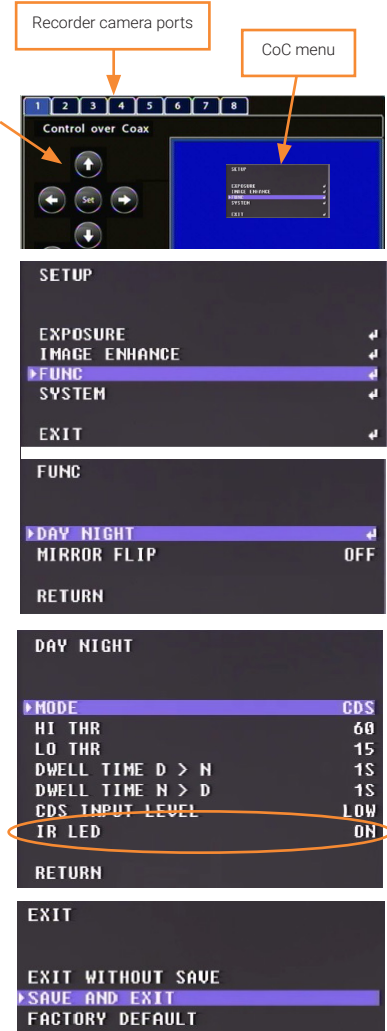 Recorder camera ports
CoC menu
1 2 3 4 5 6 7 8
Control over Coax
Set
SETUP
EXPOSURE
IMAGE ENHANCE
FUNC
SYSTEM
EXIT
SETUP
EXPOSURE
IMAGE ENHANCE
FUNC
SYSTEM
EXIT
FUNC
DAY NIGHT
MIRROR FLIP OFF
RETURN
DAY NIGHT
MODE CDS
HI THR 60
LO THR 15
DWELL TIME D > N 1S
DWELL TIME N > D 1S
CDS INPUT LEVEL LOW
IR LED ON
RETURN
EXIT
EXIT WITHOUT SAVE
SAVE AND EXIT
FACTORY DEFAULT